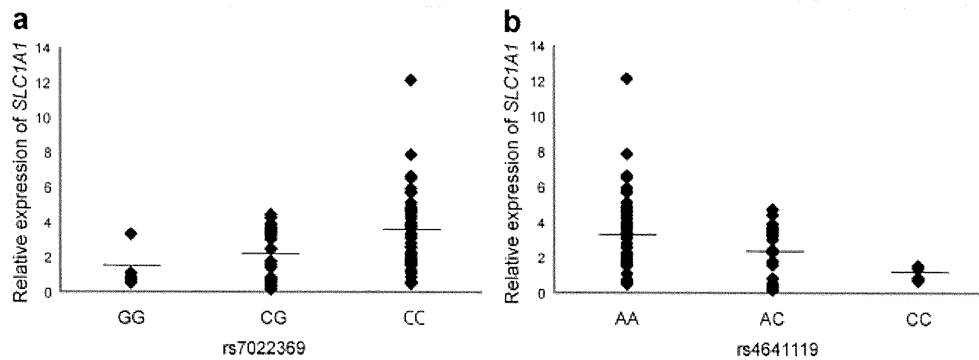 a
Relative expression of SLC1A1
14
12
10
8
6
4
2
0
GG
CG
CC
rs7022369
b
Relative expression of SLC1A1
14
12
10
8
6
4
2
0
AA
AC
CC
rs4641119